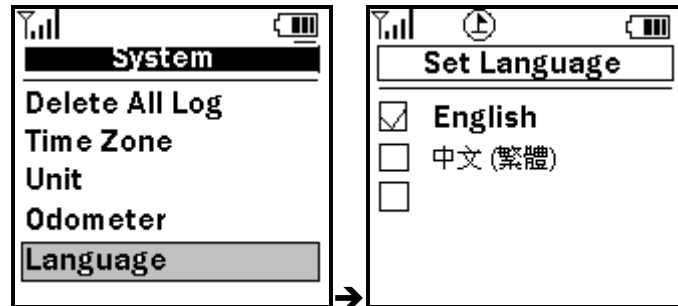 System
Delete All Log
Time Zone
Unit
Odometer
Language
➔
Set Language
English
中文 (繁體)